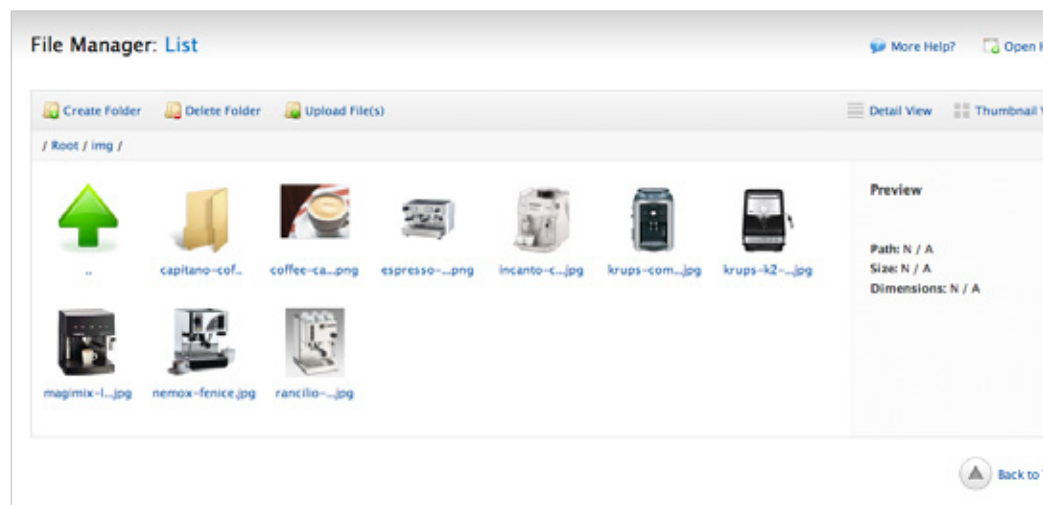 File Manager: List
More Help?
Open
Create Folder
Delete Folder
Upload File(s)
Detail View
Thumbnail
/ Root / img /
..
capitano-cof..
coffee-ca...png
espresso-...png
incanto-c...jpg
krups-com...jpg
krups-k2-...jpg
Preview
Path: N / A
Size: N / A
Dimensions: N / A
magimix-l...jpg
nemox-fenice.jpg
rancilio-...jpg
Back to